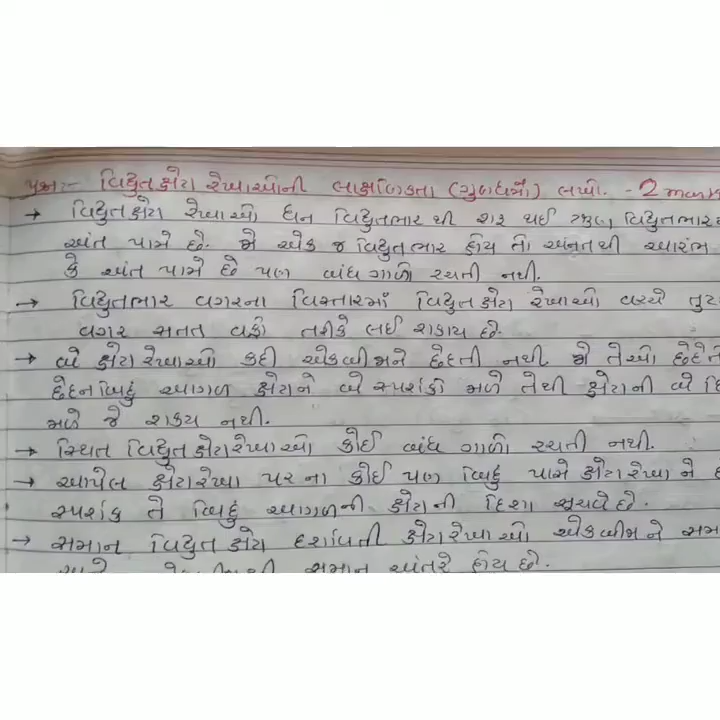 પ્રશ્ન:- વિદ્યુતક્ષેત્ર રેખાઓની લાક્ષણિકતા (ગુણધર્મો) લખો. - 2 mark
→ વિદ્યુતક્ષેત્ર રેખાઓ ધન વિદ્યુતભાર થી શરૂ થઈ ઋણ વિદ્યુતભાર
અંત પામે છે. જો એક જ વિદ્યુતભાર હોય તો અનંતથી આરંભ
કે અંત પામે છે પણ બંધ ગાળો રચતી નથી.
→ વિદ્યુતભાર વગરના વિસ્તારમાં વિદ્યુતક્ષેત્ર રેખાઓ વચ્ચે તુટ
વગર સતત વક્રો તરીકે લઈ શકાય છે.
→ બે ક્ષેત્રરેખાઓ કદી એકબીજાને છેદતી નથી. જો તેઓ છેદે તો
છેદનબિંદુ આગળ ક્ષેત્રને બે સ્પર્શકો મળે તેથી ક્ષેત્રની બે દિ
મળે જે શક્ય નથી.
→ સ્થિત વિદ્યુતક્ષેત્રરેખાઓ કોઈ બંધ ગાળો રચતી નથી.
→ આપેલ ક્ષેત્રરેખા પરના કોઈ પણ બિંદુ પાસે ક્ષેત્રરેખા ને
સ્પર્શક તે બિંદુ આગળની ક્ષેત્રની દિશા સૂચવે છે.
→ સમાન વિદ્યુત ક્ષેત્ર દર્શાવતી ક્ષેત્રરેખાઓ એકબીજાને સમા
સમાન અંતરે હોય છે.